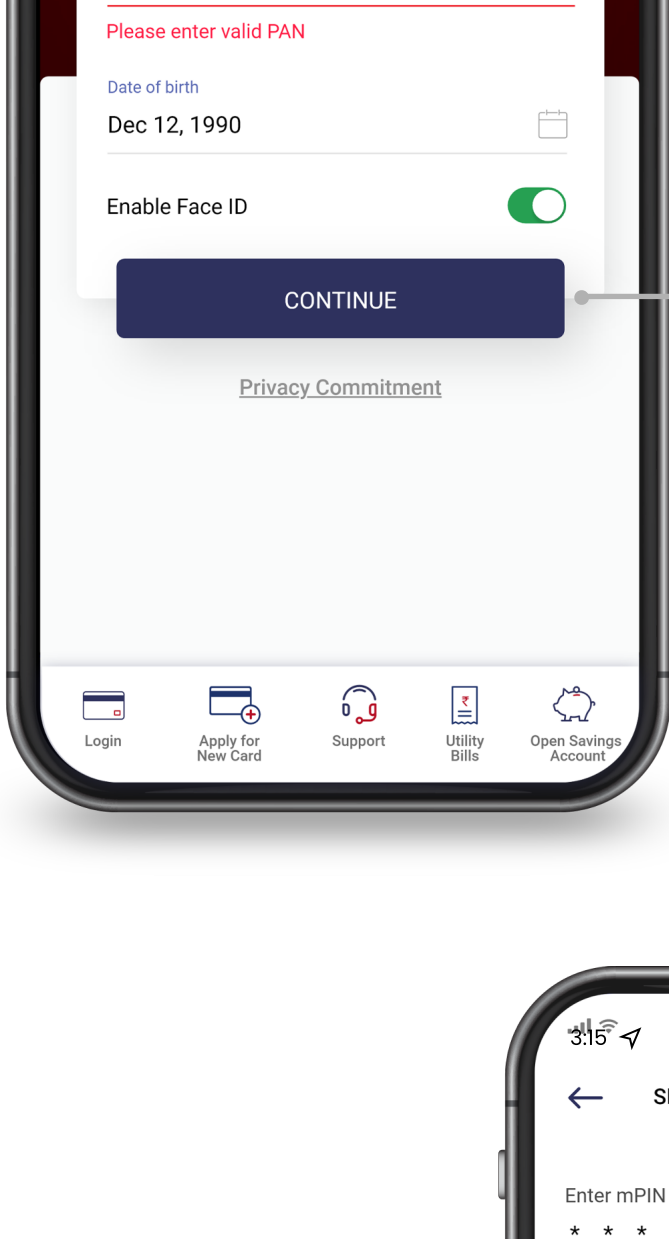 Please enter valid PAN
Date of birth
Dec 12, 1990
Enable Face ID
CONTINUE
Privacy Commitment
Login
Apply for
New Card
Support
Utility
Bills
Open Savings
Account
3:15
Enter mPIN
* * *